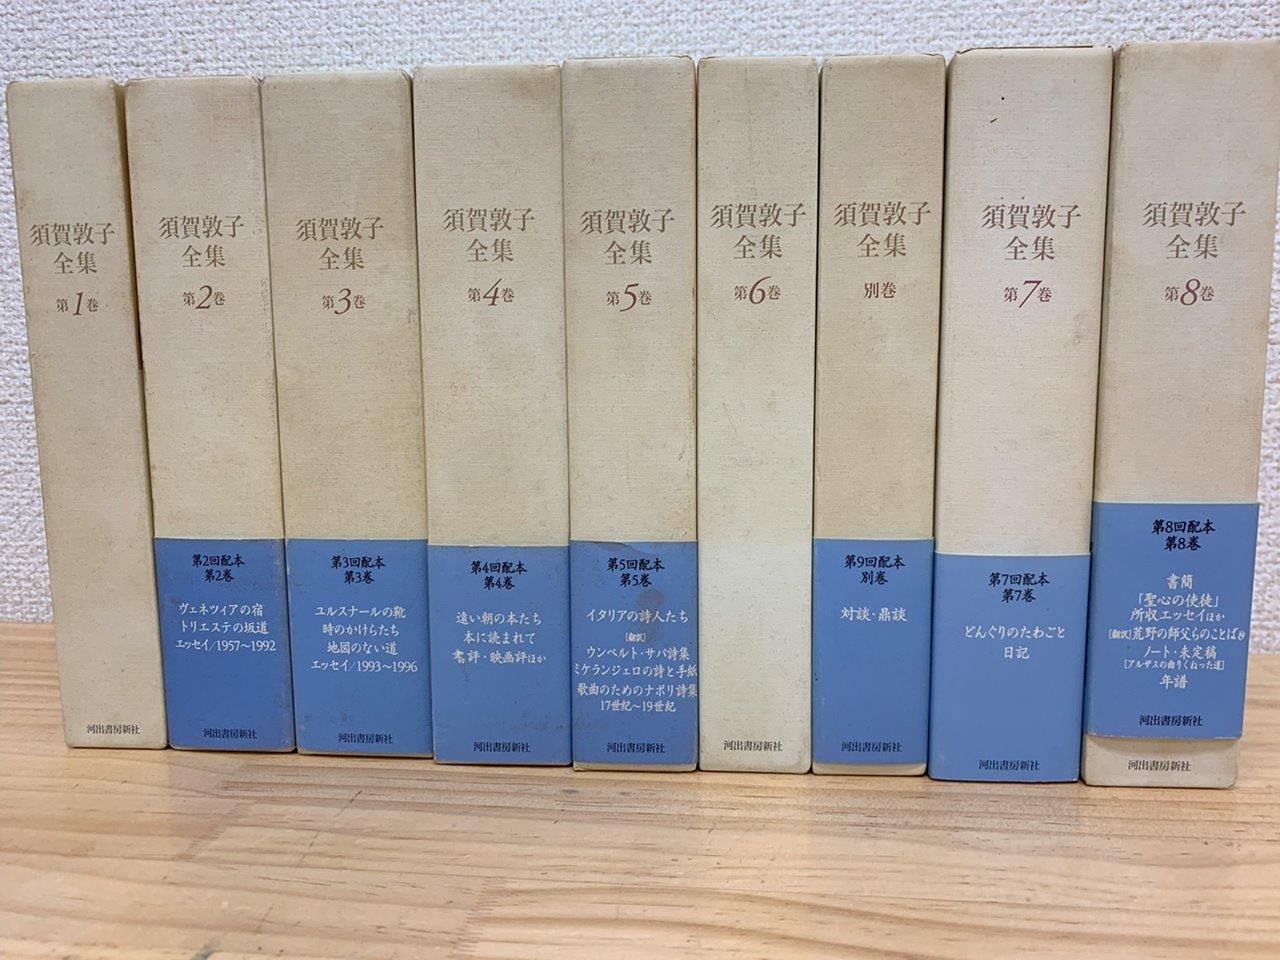 須賀敦子
全集
第1巻
河出書房新社
須賀敦子
全集
第2巻
第2回配本
第2巻
ヴェネツィアの宿
トリエステの坂道
エッセイ/1957〜1992
河出書房新社
須賀敦子
全集
第3巻
第3回配本
第3巻
ユルスナールの靴
時のかけらたち
地図のない道
エッセイ/1993〜1996
河出書房新社
須賀敦子
全集
第4巻
第4回配本
第4巻
遠い朝の本たち
本に読まれて
書評・映画評ほか
河出書房新社
須賀敦子
全集
第5巻
第5回配本
第5巻
イタリアの詩人たち
[翻訳]
ウンベルト・サバ詩集
ミケランジェロの詩と手紙
歌曲のためのナポリ詩集
17世紀〜19世紀
河出書房新社
須賀敦子
全集
第6巻
河出書房新社
須賀敦子
全集
別巻
第9回配本
別巻
対談・鼎談
河出書房新社
須賀敦子
全集
第7巻
第7回配本
第7巻
どんぐりのたわごと
日記
河出書房新社
須賀敦子
全集
第8巻
第8回配本
第8巻
書簡
「聖心の使徒」
所収エッセイほか
[翻訳]荒野の師父らのことば抄
ノート・未定稿
[アルザスの曲りくねった道]
年譜
河出書房新社
河出書房新社